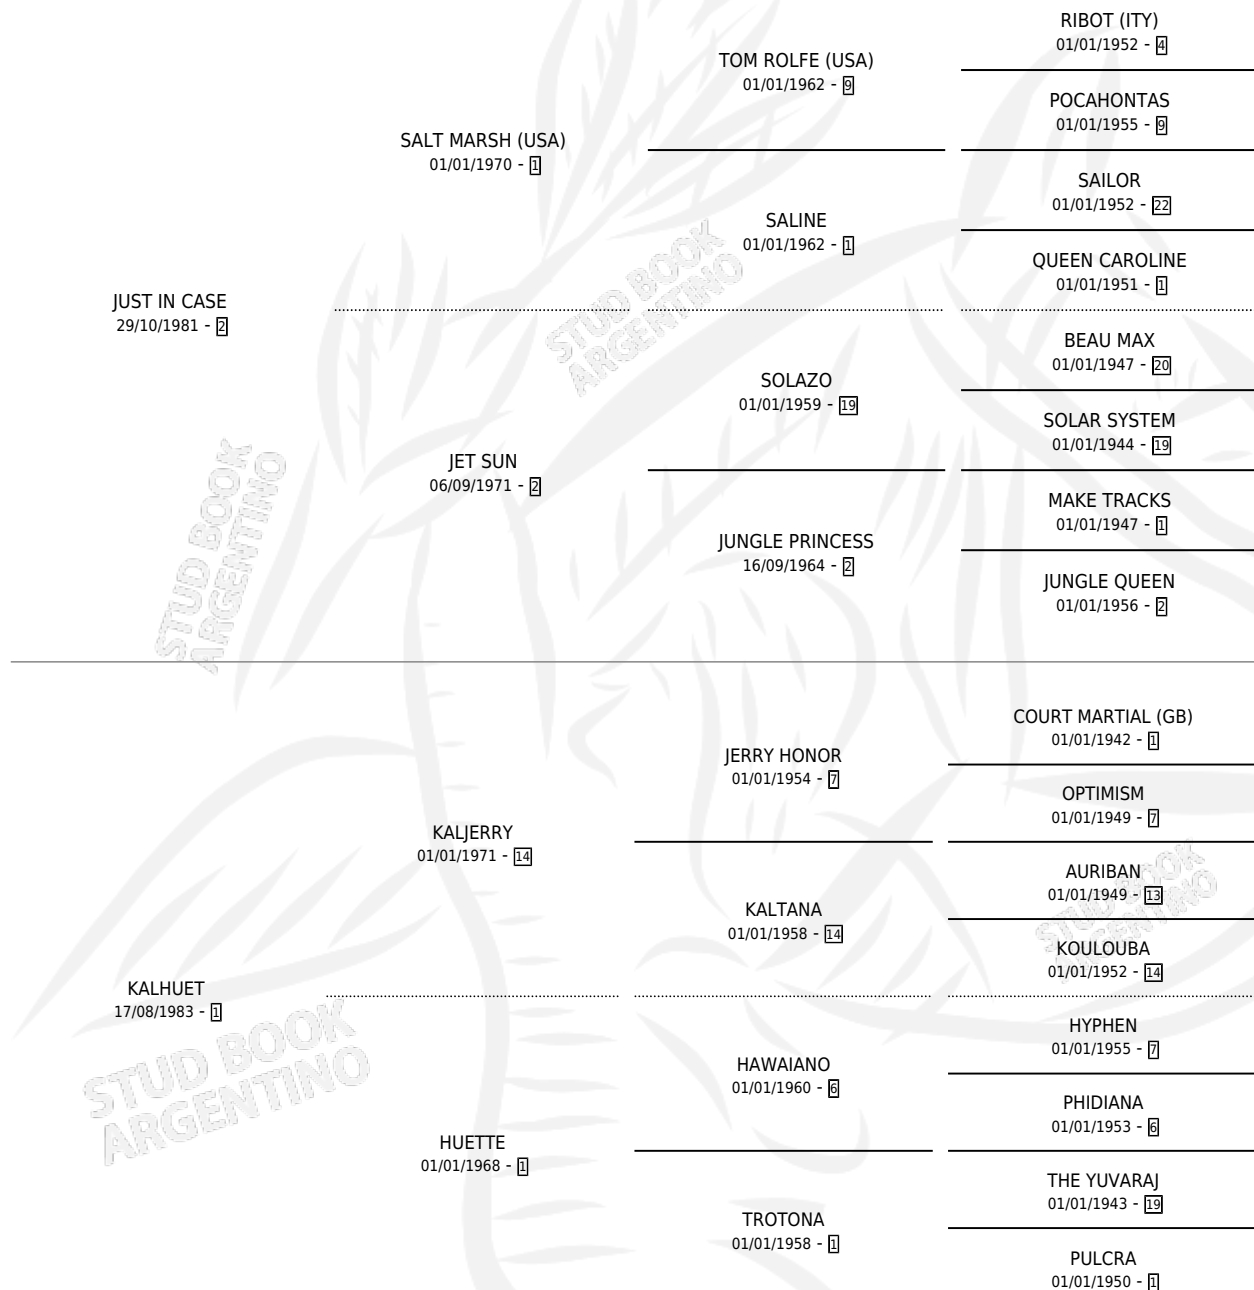 RIBOT (ITY)
01/01/1952 - 4
TOM ROLFE (USA)
01/01/1962 - 9
POCAHONTAS
01/01/1955 - 9
SALT MARSH (USA)
01/01/1970 - 1
SAILOR
01/01/1952 - 22
SALINE
01/01/1962 - 1
QUEEN CAROLINE
01/01/1951 - 1
JUST IN CASE
29/10/1981 - 2
STUD BOOK
ARGENTINO
BEAU MAX
01/01/1947 - 20
SOLAZO
01/01/1959 - 19
SOLAR SYSTEM
01/01/1944 - 19
JET SUN
06/09/1971 - 2
MAKE TRACKS
01/01/1947 - 1
JUNGLE PRINCESS
16/09/1964 - 2
JUNGLE QUEEN
01/01/1956 - 2
STUD BOOK
ARGENTINO
COURT MARTIAL (GB)
01/01/1942 - 1
JERRY HONOR
01/01/1954 - 7
OPTIMISM
01/01/1949 - 7
KALJERRY
01/01/1971 - 14
AURIBAN
01/01/1949 - 13
KALTANA
01/01/1958 - 14
KOULOUBA
01/01/1952 - 14
STUD BOOK
ARGENTINO
KALHUET
17/08/1983 - 1
HYPHEN
01/01/1955 - 7
HAWAIANO
01/01/1960 - 6
PHIDIANA
01/01/1953 - 6
STUD BOOK
ARGENTINO
HUETTE
01/01/1968 - 1
THE YUVARAJ
01/01/1943 - 19
TROTONA
01/01/1958 - 1
PULCRA
01/01/1950 - 1